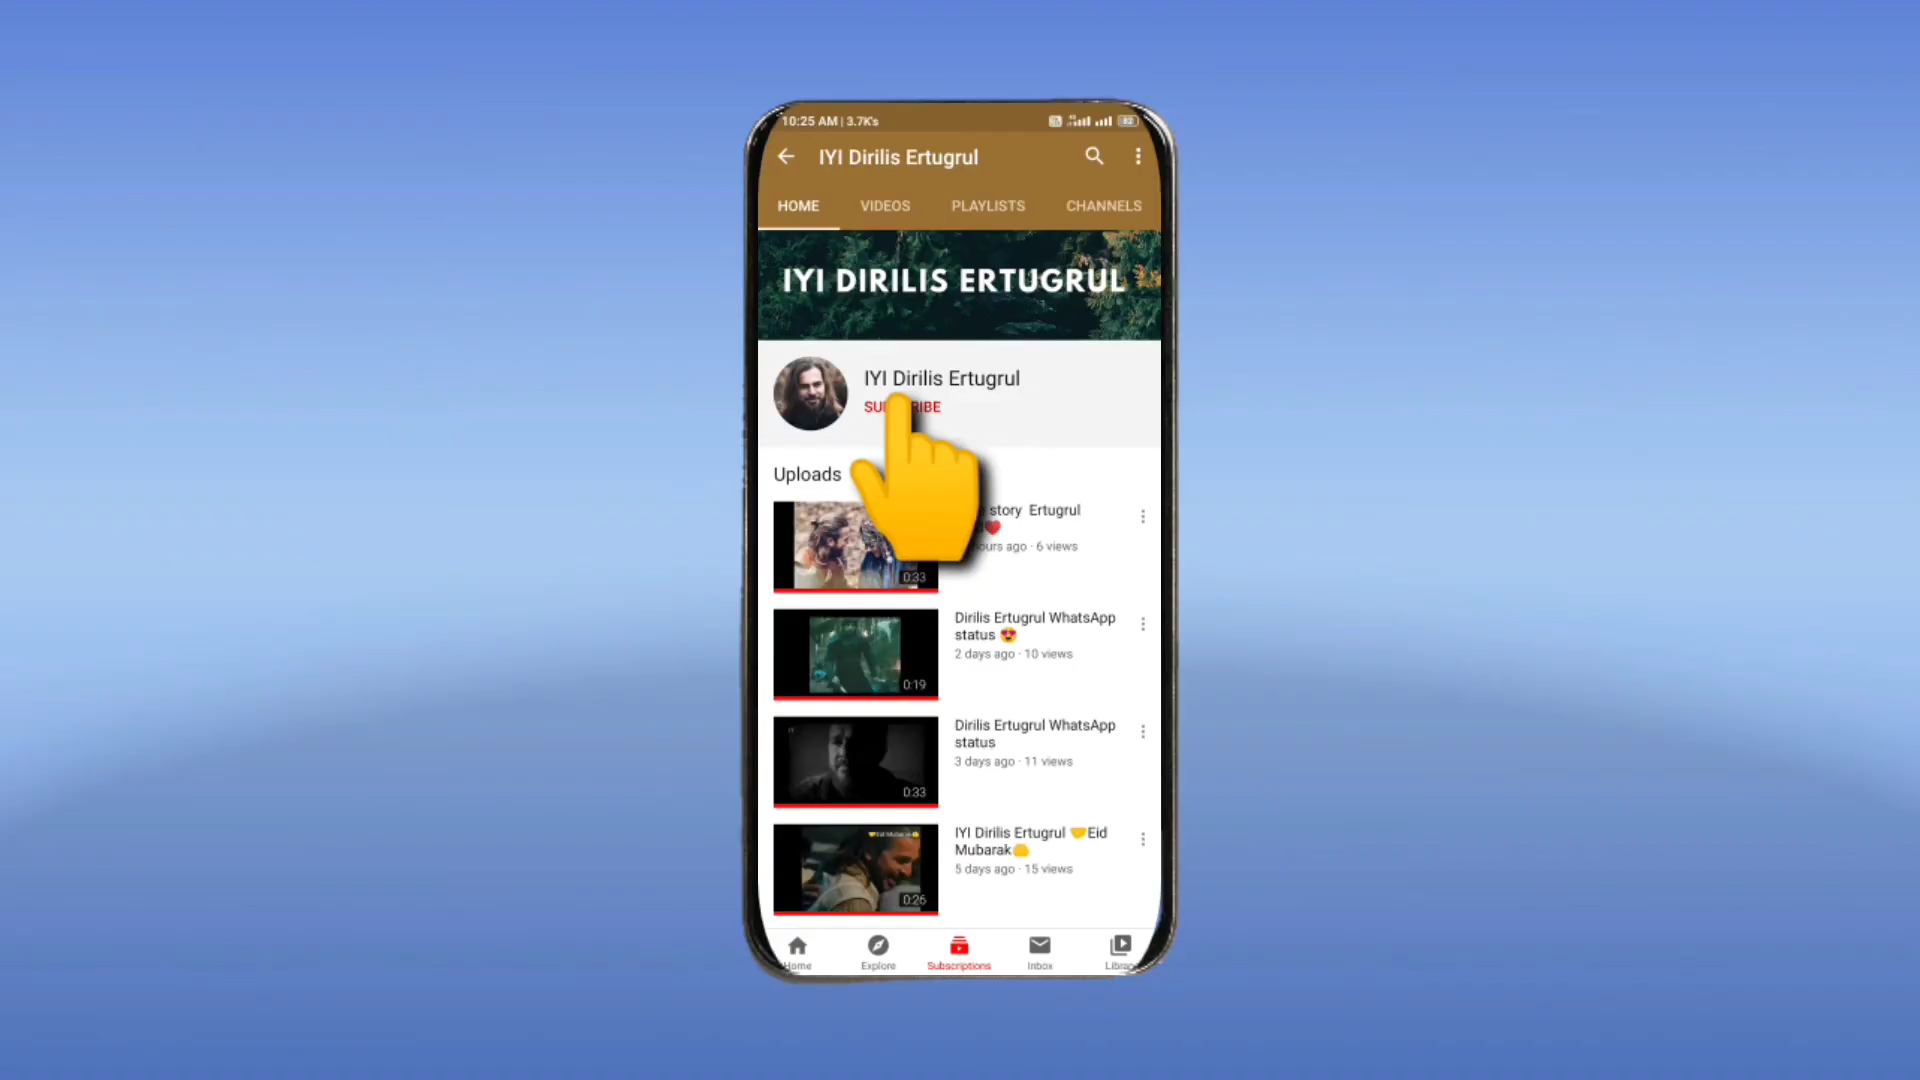 10:25 AM | 3.7K's
82
IYI Dirilis Ertugrul
HOME VIDEOS PLAYLISTS CHANNELS
IYI DIRILIS ERTUGRUL
IYI Dirilis Ertugrul
Uploads
story Ertugrul
ago · 6 views
0:33
Dirilis Ertugrul WhatsApp
status 😍
2 days ago · 10 views
0:19
Dirilis Ertugrul WhatsApp
status
3 days ago · 11 views
0:33
IYI Dirilis Ertugrul 🤝Eid
Mubarak🤲
5 days ago · 15 views
0:26
Home Explore Subscriptions Inbox